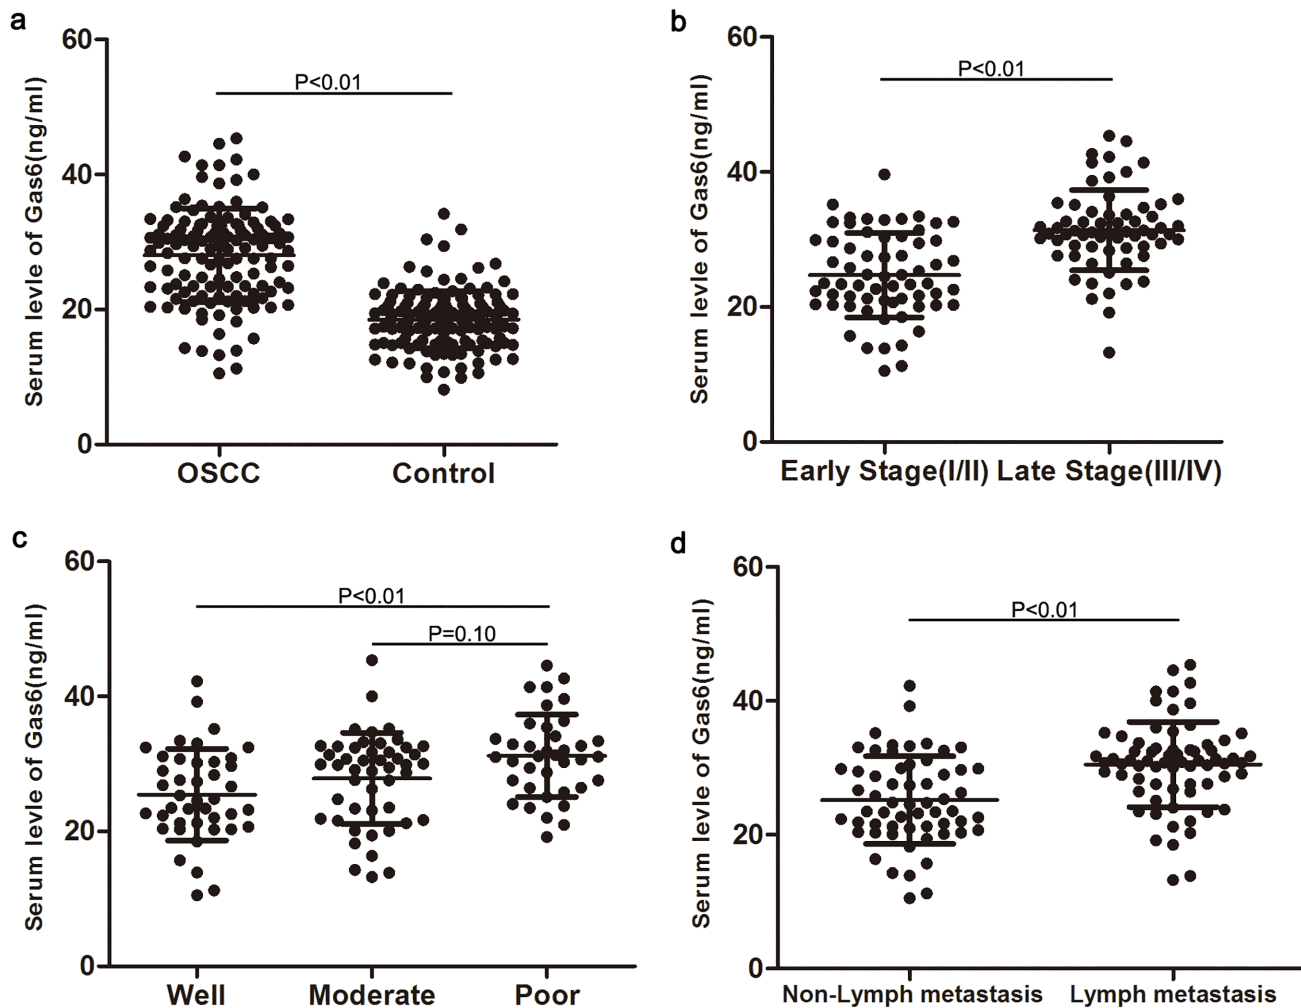 a
60
40
20
0
Serum levle of Gas6(ng/ml)
P<0.01
OSCC
Control
b
60
40
20
0
Serum levle of Gas6(ng/ml)
P<0.01
Early Stage(I/II)
Late Stage(III/IV)
c
60
40
20
0
Serum levle of Gas6(ng/ml)
P<0.01
P=0.10
Well
Moderate
Poor
d
60
40
20
0
Serum levle of Gas6(ng/ml)
P<0.01
Non-Lymph metastasis
Lymph metastasis